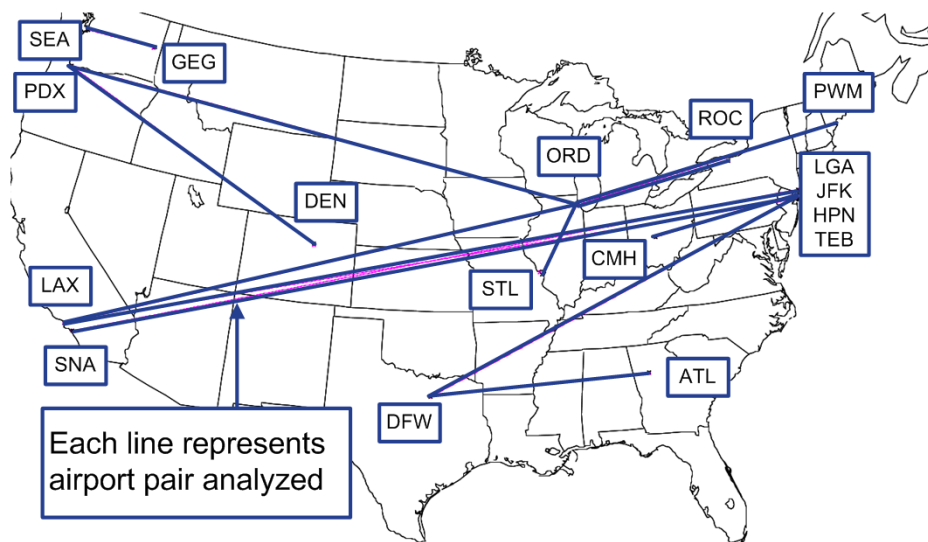 SEA
GEG
PDX
PWM
ROC
ORD
LGA
JFK
HPN
TEB
DEN
CMH
LAX
STL
SNA
ATL
DFW
Each line represents
airport pair analyzed